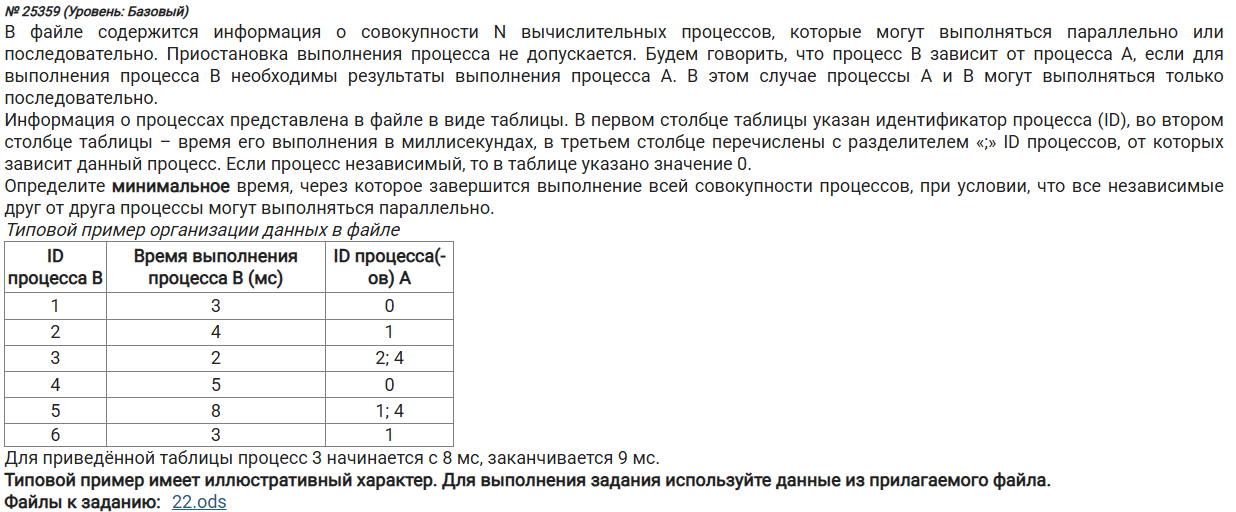 № 25359 (Уровень: Базовый)
В файле содержится информация о совокупности N вычислительных процессов, которые могут выполняться параллельно или
последовательно. Приостановка выполнения процесса не допускается. Будем говорить, что процесс B зависит от процесса A, если для
выполнения процесса B необходимы результаты выполнения процесса A. В этом случае процессы A и B могут выполняться только
последовательно.
Информация о процессах представлена в файле в виде таблицы. В первом столбце таблицы указан идентификатор процесса (ID), во втором
столбце таблицы – время его выполнения в миллисекундах, в третьем столбце перечислены с разделителем «;» ID процессов, от которых
зависит данный процесс. Если процесс независимый, то в таблице указано значение 0.
Определите минимальное время, через которое завершится выполнение всей совокупности процессов, при условии, что все независимые
друг от друга процессы могут выполняться параллельно.
Типовой пример организации данных в файле
ID процесса B	Время выполнения процесса B (мс)	ID процесса(-ов) A
1	3	0
2	4	1
3	2	2; 4
4	5	0
5	8	1; 4
6	3	1
Для приведённой таблицы процесс 3 начинается с 8 мс, заканчивается 9 мс.
Типовой пример имеет иллюстративный характер. Для выполнения задания используйте данные из прилагаемого файла.
Файлы к заданию: 22.ods